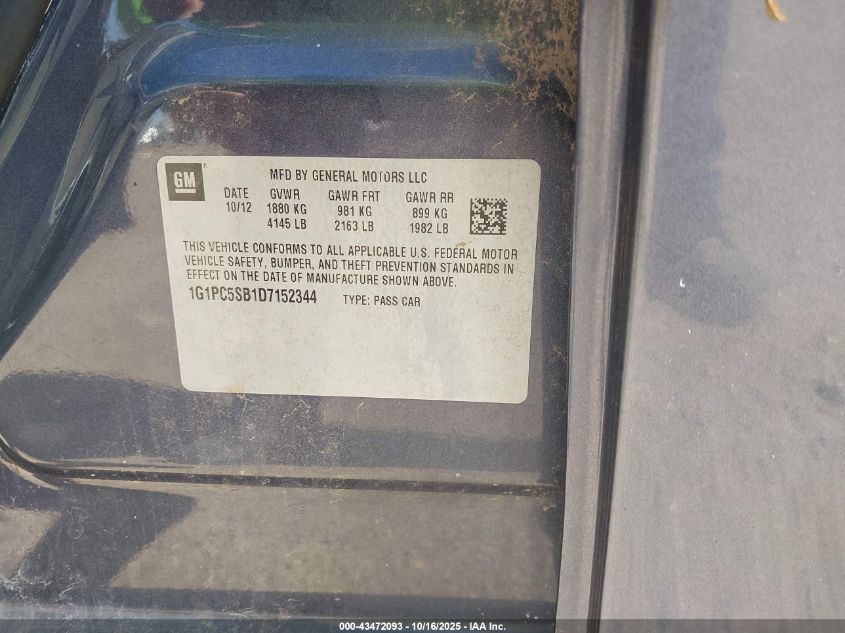 GM
MFD BY GENERAL MOTORS LLC
DATE GVWR GAWR FRT GAWR RR
10/12 1880 KG 981 KG 899 KG
4145 LB 2163 LB 1982 LB
THIS VEHICLE CONFORMS TO ALL APPLICABLE U.S. FEDERAL MOTOR
VEHICLE SAFETY, BUMPER, AND THEFT PREVENTION STANDARDS IN
EFFECT ON THE DATE OF MANUFACTURE SHOWN ABOVE.
1G1PC5SB1D7152344 TYPE: PASS CAR
000-43472093 - 10/16/2025 - IAA Inc.